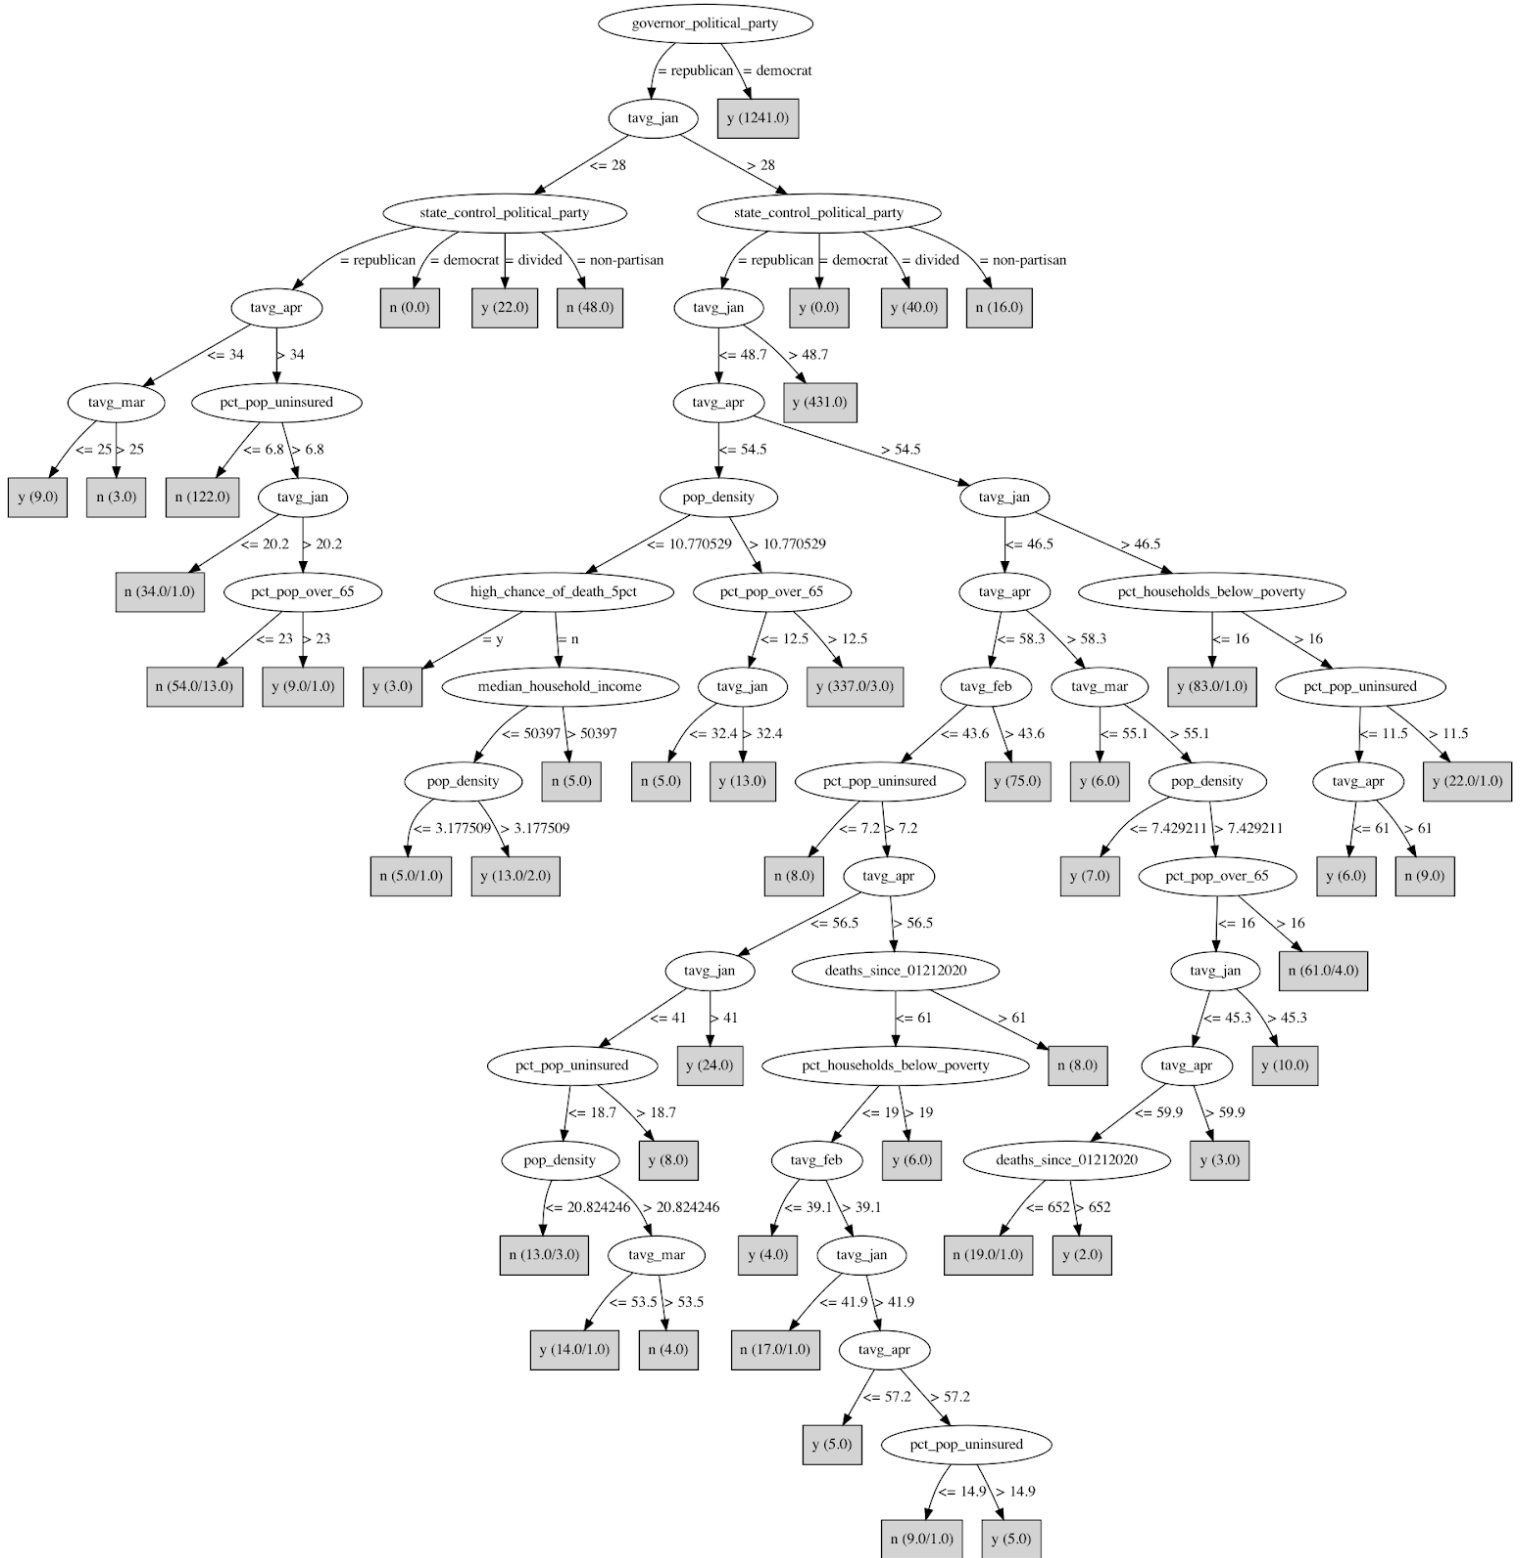 governor_political_party
= republican
= democrat
tavg_jan
y (1241.0)
<= 28
> 28
state_control_political_party
state_control_political_party
= republican
= democrat
= divided
= non-partisan
= republican
= democrat
= divided
= non-partisan
tavg_apr
n (0.0)
y (22.0)
n (48.0)
tavg_jan
y (0.0)
y (40.0)
n (16.0)
<= 34
> 34
<= 48.7
> 48.7
tavg_mar
pct_pop_uninsured
tavg_apr
y (431.0)
<= 25
> 25
<= 6.8
> 6.8
<= 54.5
> 54.5
y (9.0)
n (3.0)
n (122.0)
tavg_jan
pop_density
tavg_jan
<= 20.2
> 20.2
<= 10.770529
> 10.770529
<= 46.5
> 46.5
n (34.0/1.0)
pct_pop_over_65
high_chance_of_death_5pct
pct_pop_over_65
tavg_apr
pct_households_below_poverty
<= 23
> 23
= y
= n
<= 12.5
> 12.5
<= 58.3
> 58.3
<= 16
> 16
n (54.0/13.0)
y (9.0/1.0)
y (3.0)
median_household_income
tavg_jan
y (337.0/3.0)
tavg_feb
tavg_mar
y (83.0/1.0)
pct_pop_uninsured
<= 50397
> 50397
<= 32.4
> 32.4
<= 43.6
> 43.6
<= 55.1
> 55.1
<= 11.5
> 11.5
pop_density
n (5.0)
n (5.0)
y (13.0)
pct_pop_uninsured
y (75.0)
y (6.0)
pop_density
tavg_apr
y (22.0/1.0)
<= 3.177509
> 3.177509
<= 7.2
> 7.2
<= 7.429211
> 7.429211
<= 61
> 61
n (5.0/1.0)
y (13.0/2.0)
n (8.0)
tavg_apr
y (7.0)
pct_pop_over_65
y (6.0)
n (9.0)
<= 56.5
> 56.5
<= 16
> 16
tavg_jan
deaths_since_01212020
tavg_jan
n (61.0/4.0)
<= 41
> 41
<= 61
> 61
<= 45.3
> 45.3
pct_pop_uninsured
y (24.0)
pct_households_below_poverty
n (8.0)
tavg_apr
y (10.0)
<= 18.7
> 18.7
<= 19
> 19
<= 59.9
> 59.9
pop_density
y (8.0)
tavg_feb
y (6.0)
deaths_since_01212020
y (3.0)
<= 20.824246
> 20.824246
<= 39.1
> 39.1
<= 652
> 652
n (13.0/3.0)
tavg_mar
y (4.0)
tavg_jan
n (19.0/1.0)
y (2.0)
<= 53.5
> 53.5
<= 41.9
> 41.9
y (14.0/1.0)
n (4.0)
n (17.0/1.0)
tavg_apr
<= 57.2
> 57.2
y (5.0)
pct_pop_uninsured
<= 14.9
> 14.9
n (9.0/1.0)
y (5.0)